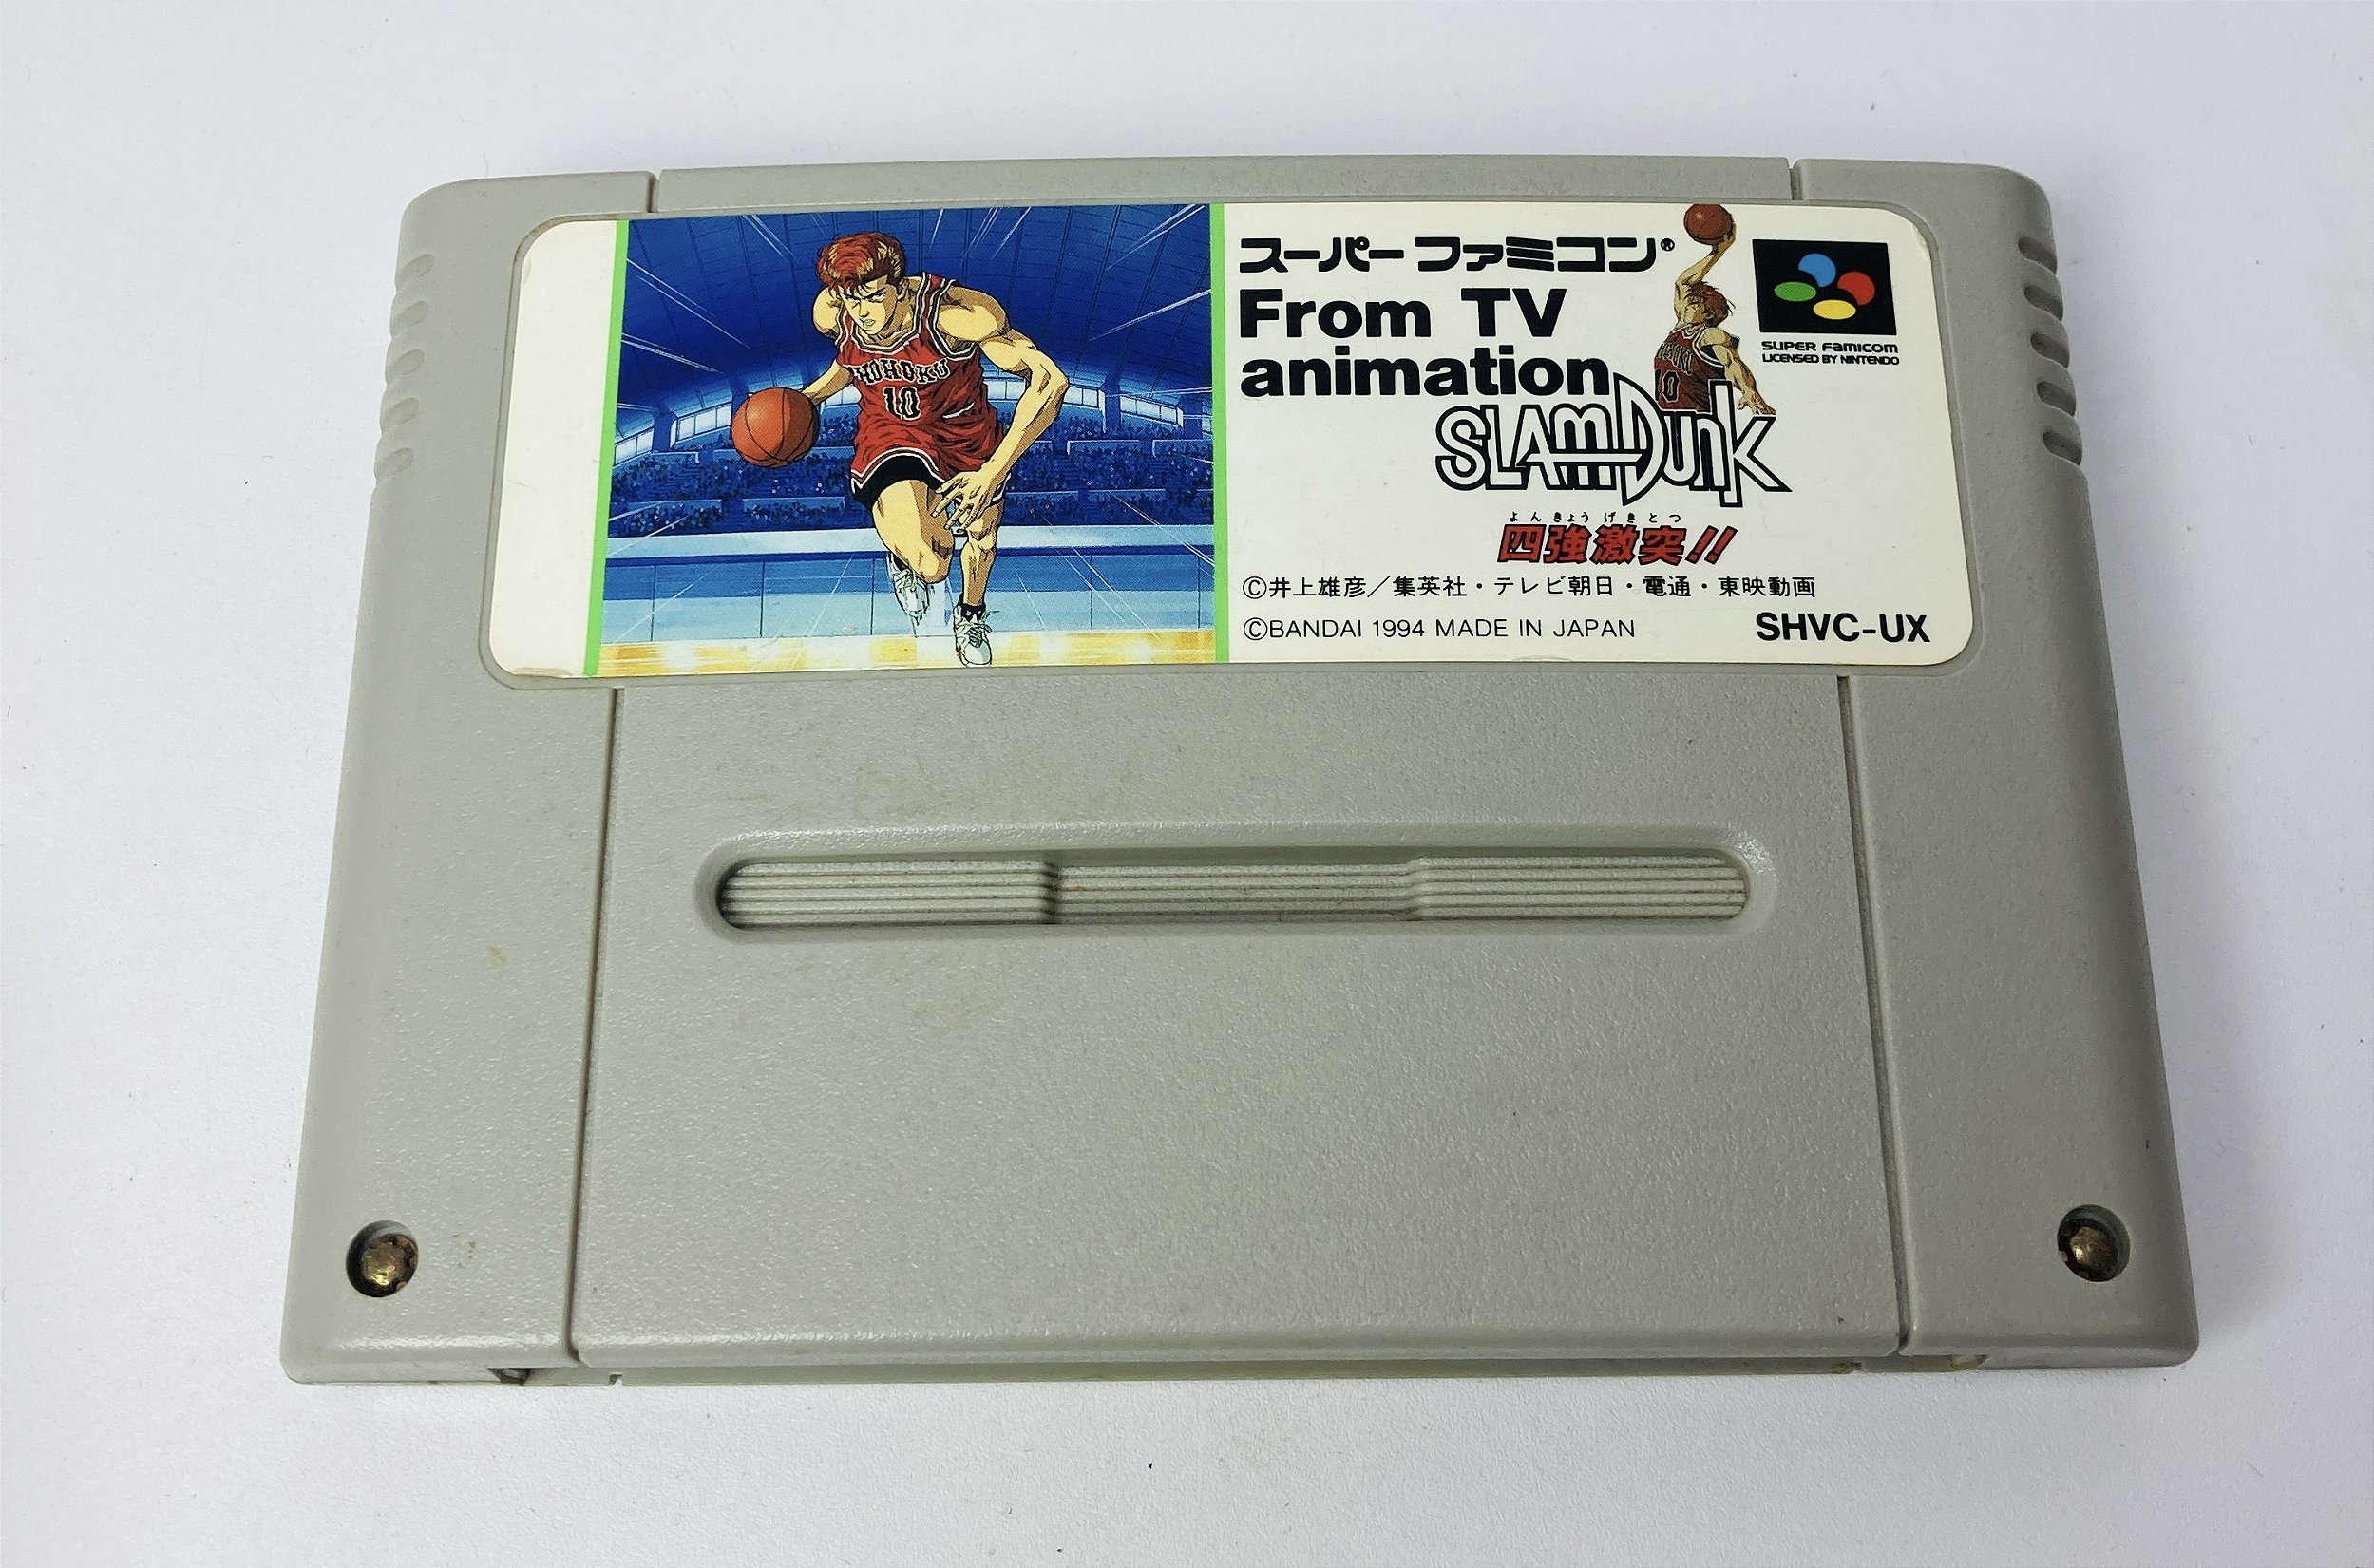 スーパーファミコン®
From TV
animation
SLAM DUNK
よんきょうげきとつ
四強激突!!
©井上雄彦／集英社・テレビ朝日・電通・東映動画
©BANDAI 1994 MADE IN JAPAN
SHVC-UX
SUPER FAMICOM
LICENSED BY NINTENDO
SHOHOKU
10
10